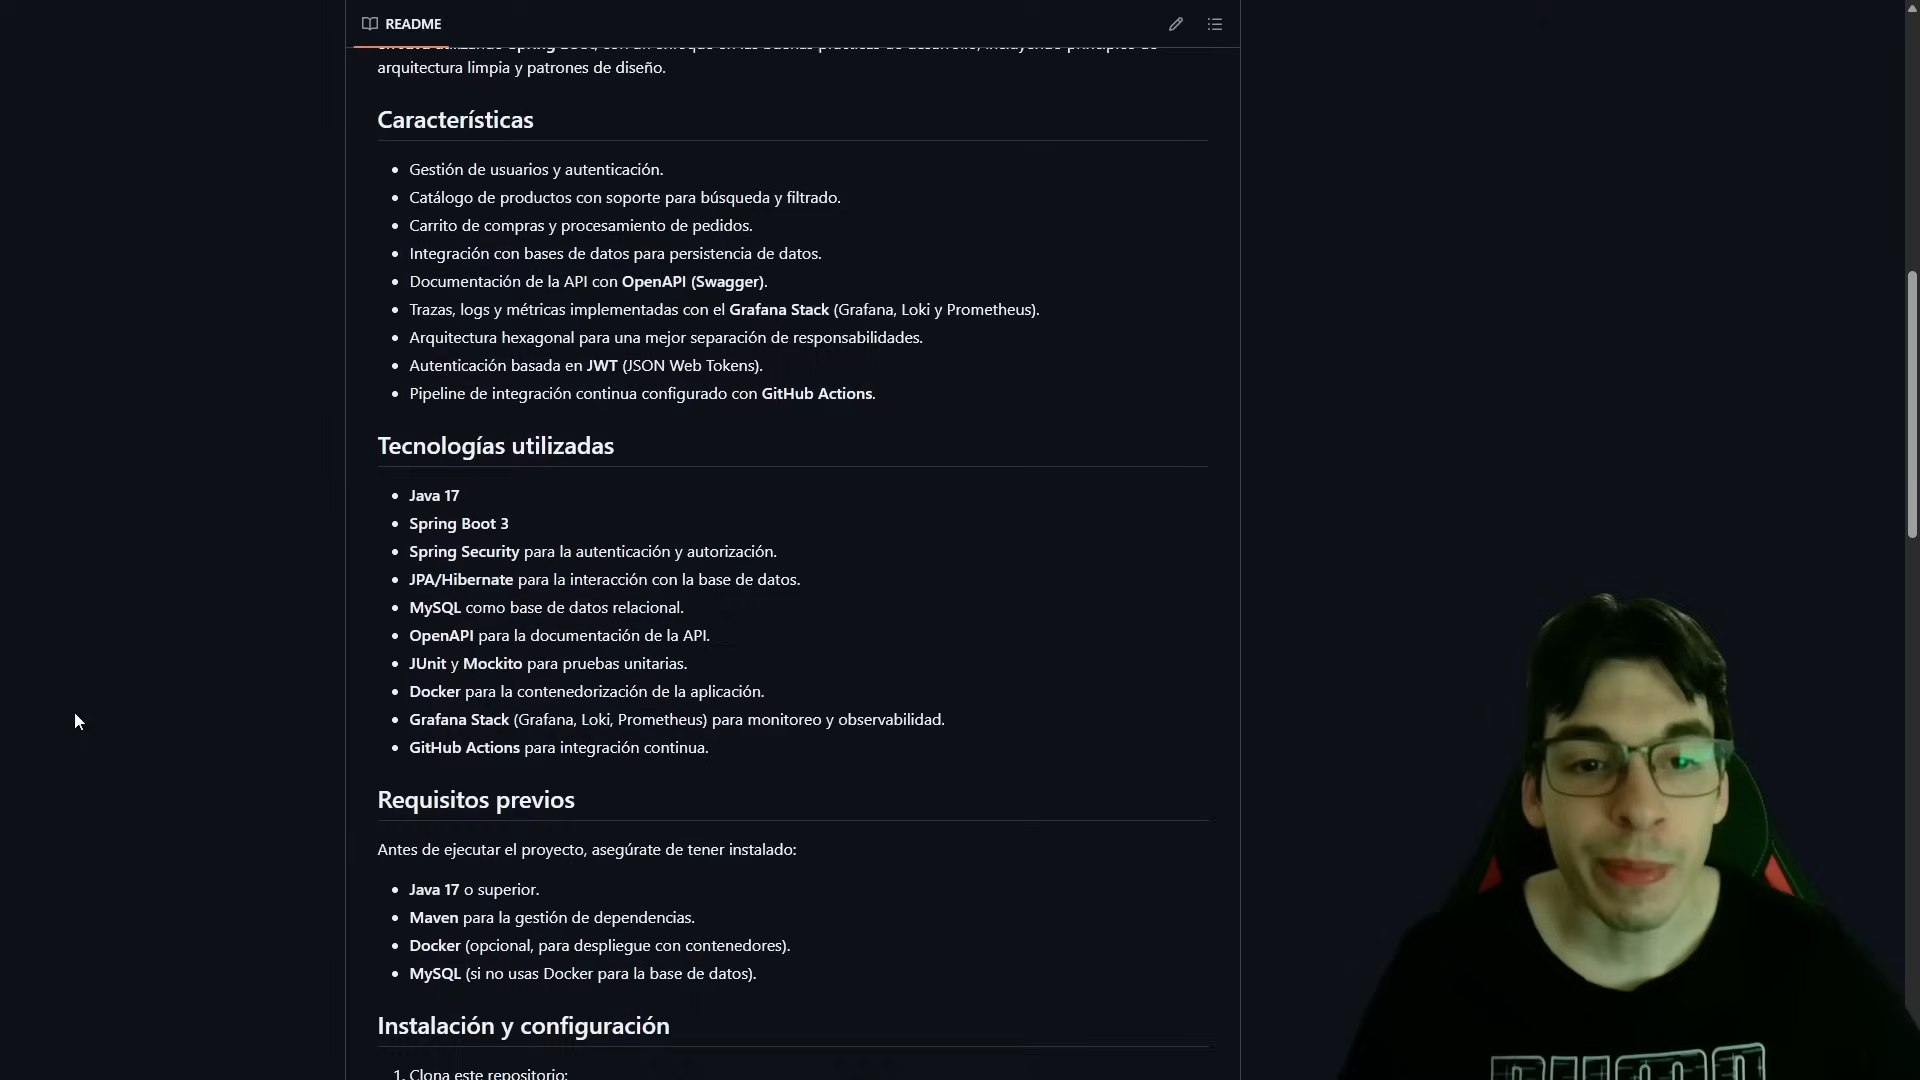 README
arquitectura limpia y patrones de diseño.
Características
Gestión de usuarios y autenticación.
Catálogo de productos con soporte para búsqueda y filtrado.
Carrito de compras y procesamiento de pedidos.
Integración con bases de datos para persistencia de datos.
Documentación de la API con OpenAPI (Swagger).
Trazas, logs y métricas implementadas con el Grafana Stack (Grafana, Loki y Prometheus).
Arquitectura hexagonal para una mejor separación de responsabilidades.
Autenticación basada en JWT (JSON Web Tokens).
Pipeline de integración continua configurado con GitHub Actions.
Tecnologías utilizadas
Java 17
Spring Boot 3
Spring Security para la autenticación y autorización.
JPA/Hibernate para la interacción con la base de datos.
MySQL como base de datos relacional.
OpenAPI para la documentación de la API.
JUnit y Mockito para pruebas unitarias.
Docker para la contenedorización de la aplicación.
Grafana Stack (Grafana, Loki, Prometheus) para monitoreo y observabilidad.
GitHub Actions para integración continua.
Requisitos previos
Antes de ejecutar el proyecto, asegúrate de tener instalado:
Java 17 o superior.
Maven para la gestión de dependencias.
Docker (opcional, para despliegue con contenedores).
MySQL (si no usas Docker para la base de datos).
Instalación y configuración
1. Clona este repositorio: